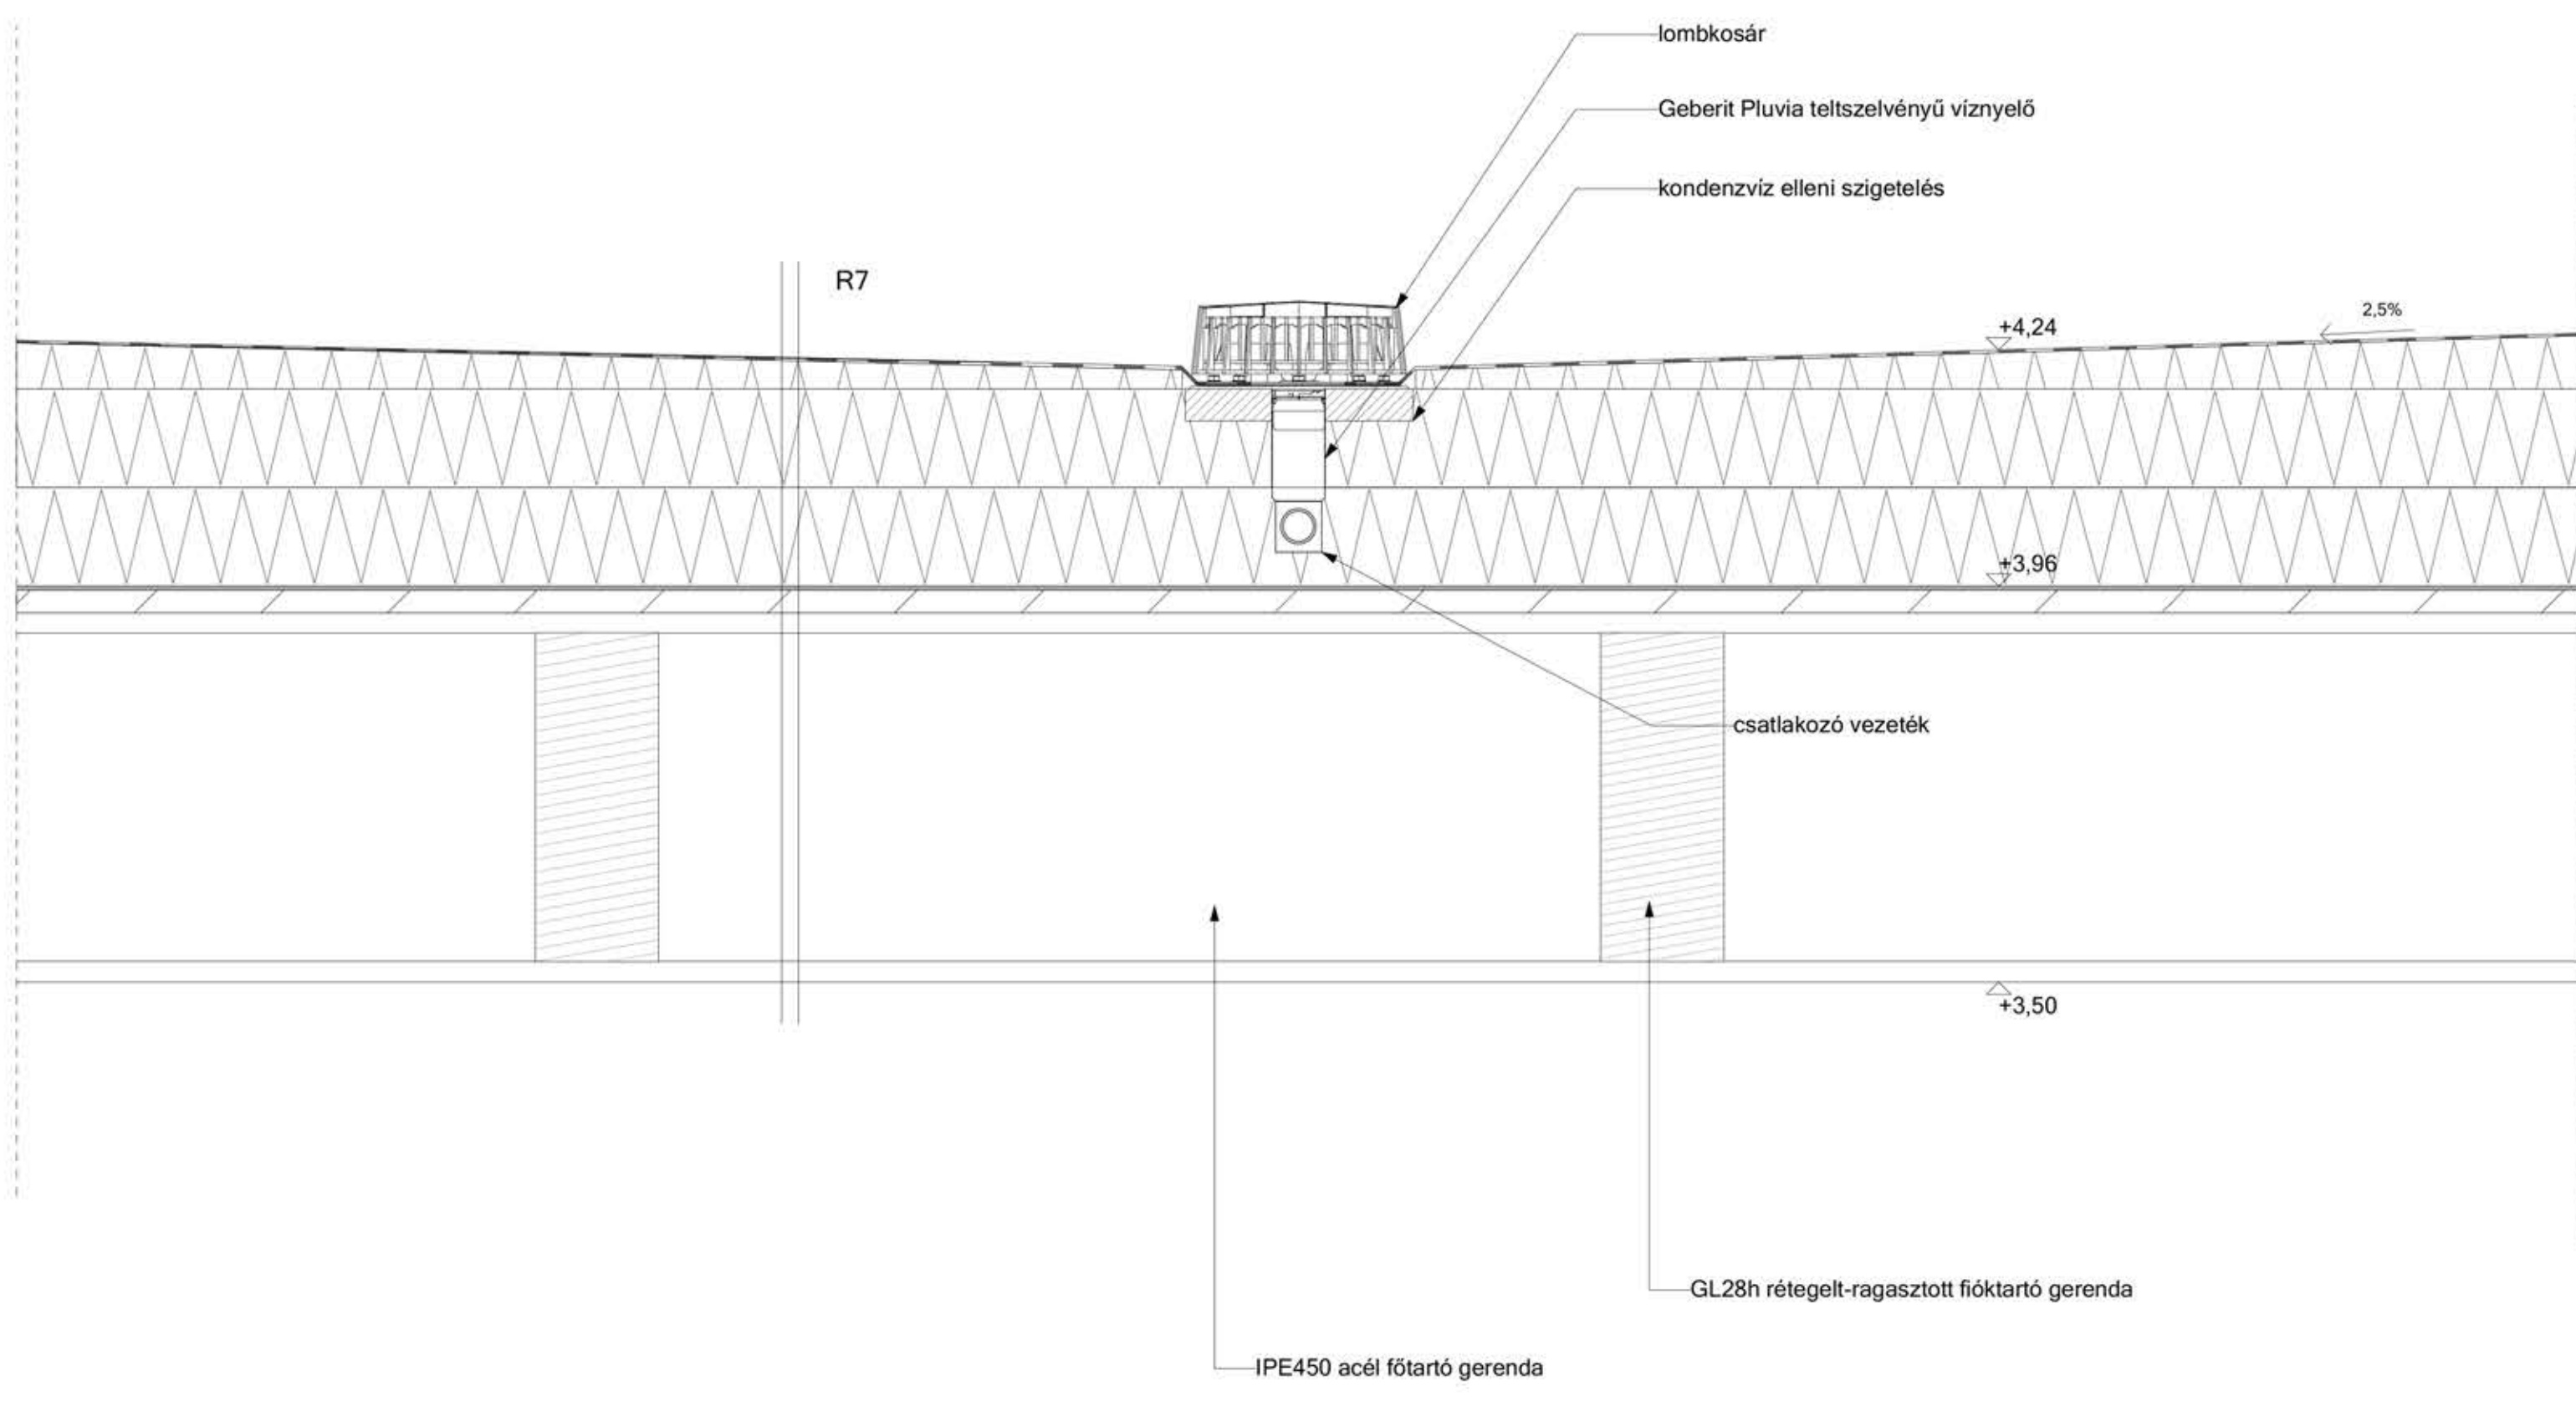 lombkosár
Geberit Pluvia teltszelvényű víznyelő
kondenzvíz elleni szigetelés
R7
2,5%
+4,24
+3,96
csatlakozó vezeték
+3,50
GL28h rétegelt-ragasztott fióktartó gerenda
IPE450 acél főtartó gerenda